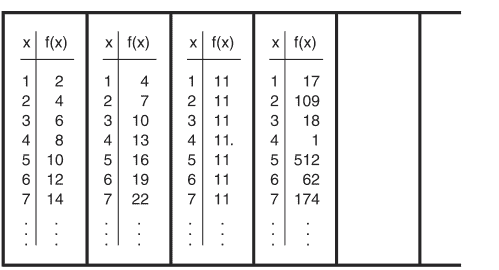 x f(x) x f(x) x f(x) x f(x)
1 2 1 4 1 11 1 17
2 4 2 7 2 11 2 109
3 6 3 10 3 11 3 18
4 8 4 13 4 11. 4 1
5 10 5 16 5 11 5 512
6 12 6 19 6 11 6 62
7 14 7 22 7 11 7 174
. . . . . . . .
. . . . . . . .
. . . . . . . .